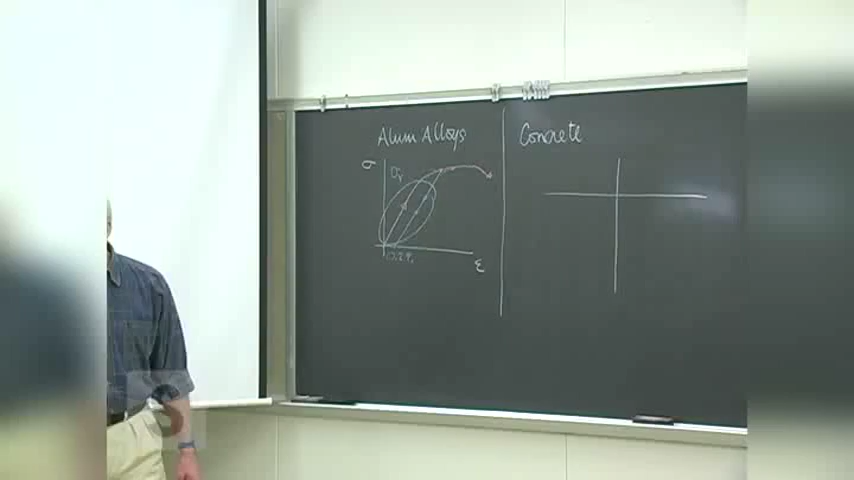 Alum Alloys
σ
σy
ε
0.2%
Concrete